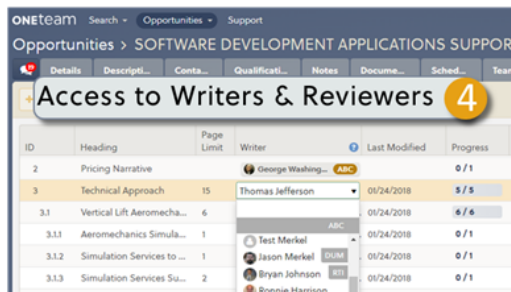 ONEteam Search Opportunities Support
Opportunities > SOFTWARE DEVELOPMENT APPLICATIONS SUPPOR
Details Descripti... Conta... Qualificati... Notes Docume... Sched... Tear
Access to Writers & Reviewers 4
ID Heading Page Limit Writer Last Modified Progress
2 Pricing Narrative George Washing... ABC 0 / 1
3 Technical Approach 15 Thomas Jefferson 01/24/2018 5 / 5
3.1 Vertical Lift Aeromecha... 6 01/24/2018 6 / 6
ABC
3.1.1 Aeromechanics Simula... 1 Test Merkel 01/24/2018 0 / 1
3.1.2 Simulation Services to ... 1 Jason Merkel DUM 01/24/2018 0 / 1
3.1.3 Simulation Services Su... 2 Bryan Johnson RTI 01/24/2018 0 / 1
Ronnie Harrison